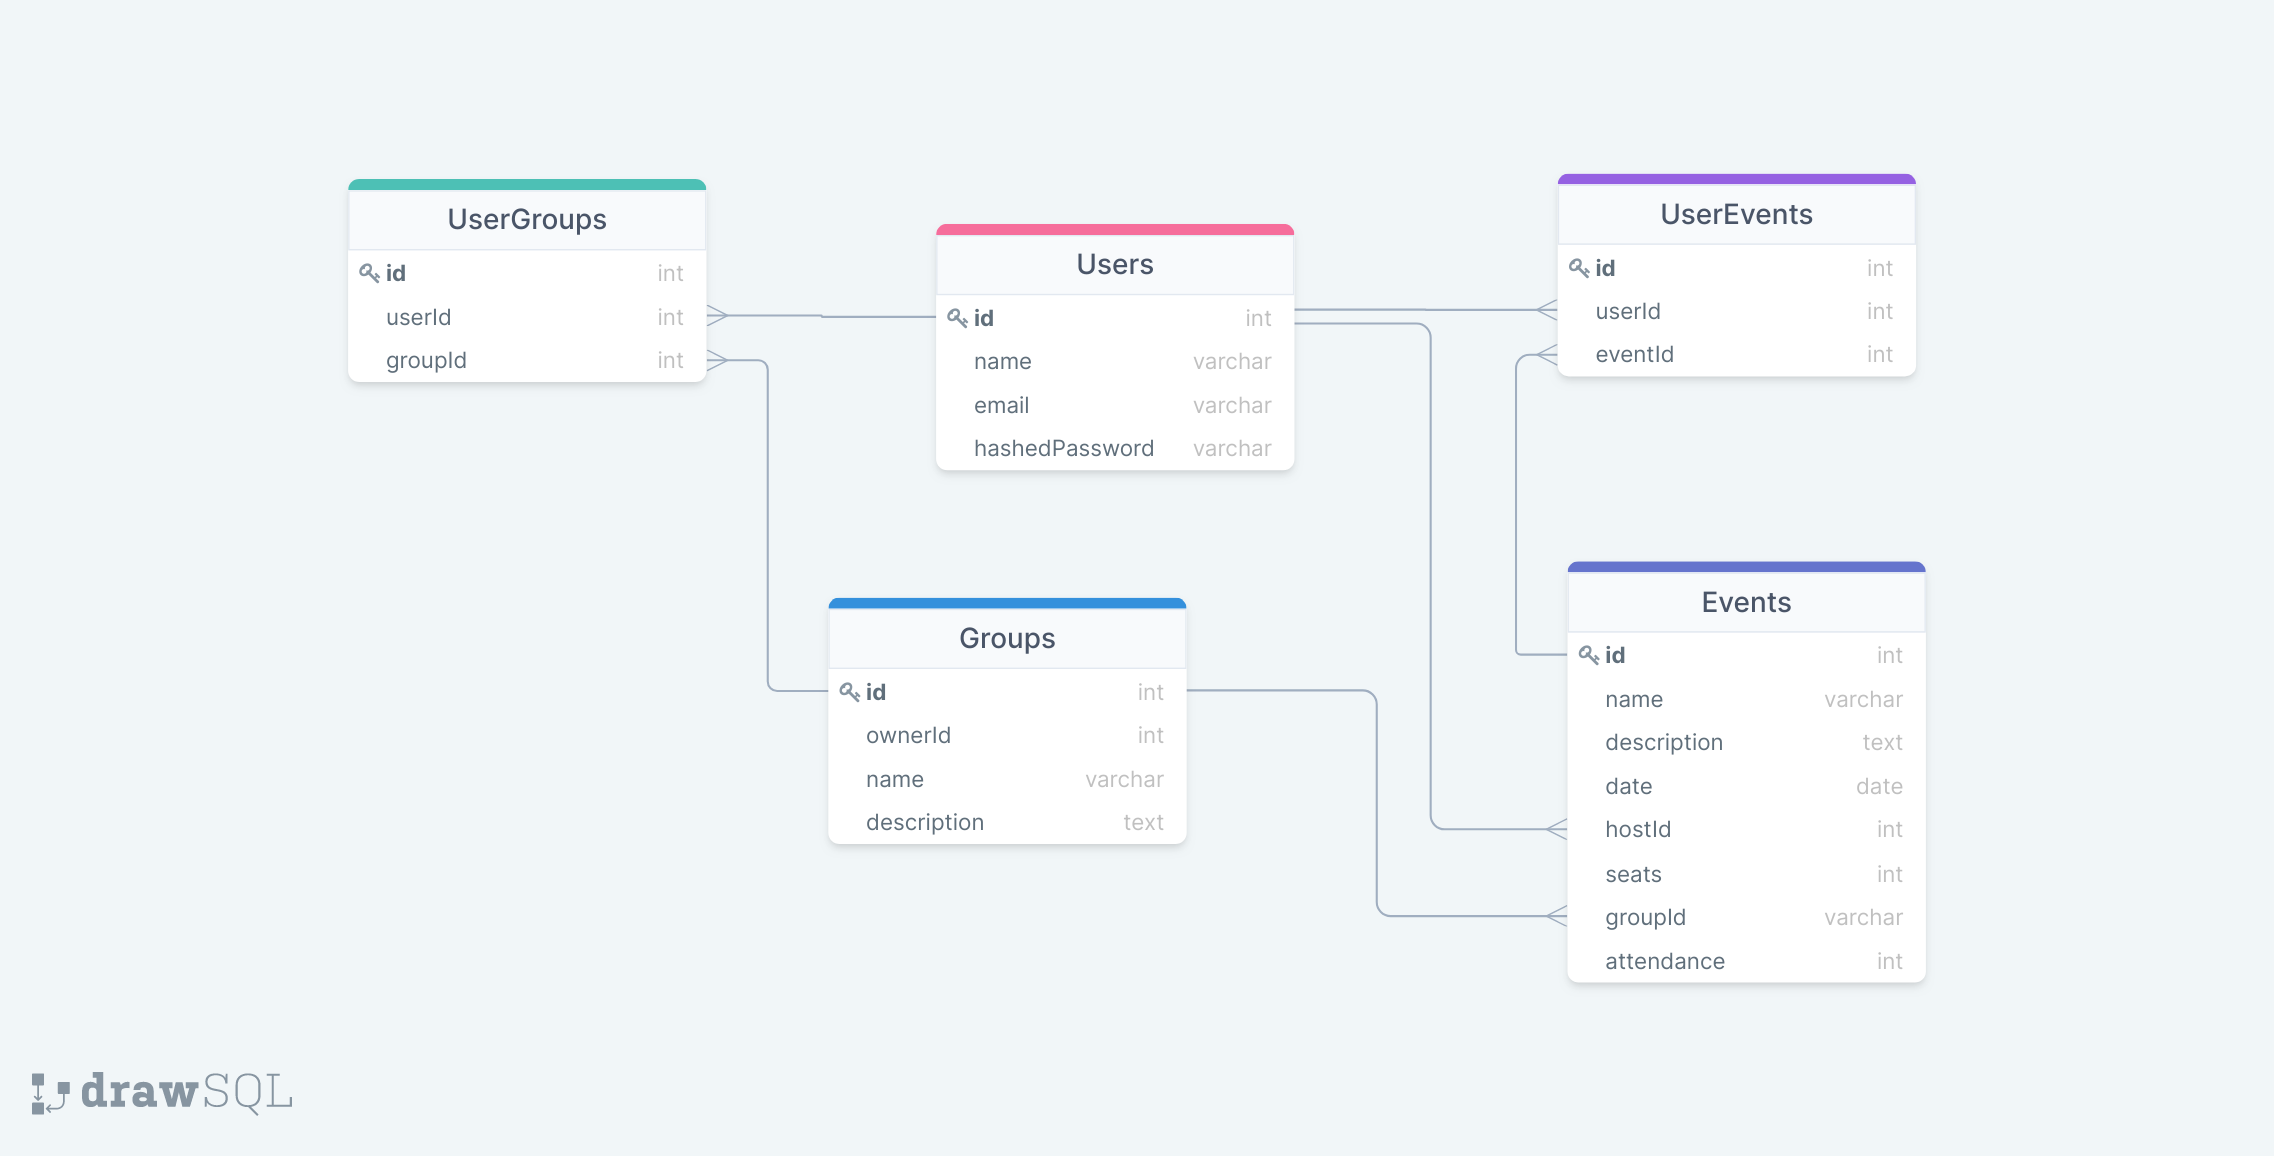 UserGroups
id int
userId int
groupId int
Users
id int
name varchar
email varchar
hashedPassword varchar
UserEvents
id int
userId int
eventId int
Groups
id int
ownerId int
name varchar
description text
Events
id int
name varchar
description text
date date
hostId int
seats int
groupId varchar
attendance int
drawSQL